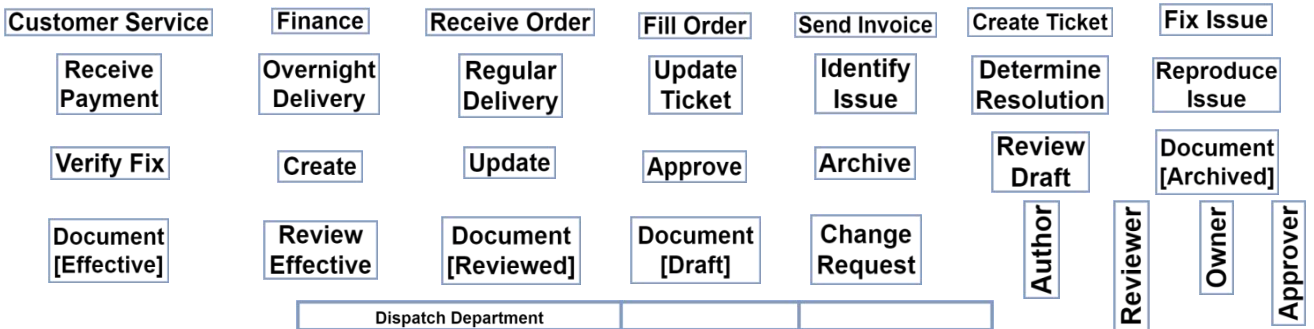 Customer Service
Finance
Receive Order
Fill Order
Send Invoice
Create Ticket
Fix Issue
Receive
Payment
Overnight
Delivery
Regular
Delivery
Update
Ticket
Identify
Issue
Determine
Resolution
Reproduce
Issue
Verify Fix
Create
Update
Approve
Archive
Review
Draft
Document
[Archived]
Document
[Effective]
Review
Effective
Document
[Reviewed]
Document
[Draft]
Change
Request
Author
Reviewer
Owner
Approver
Dispatch Department